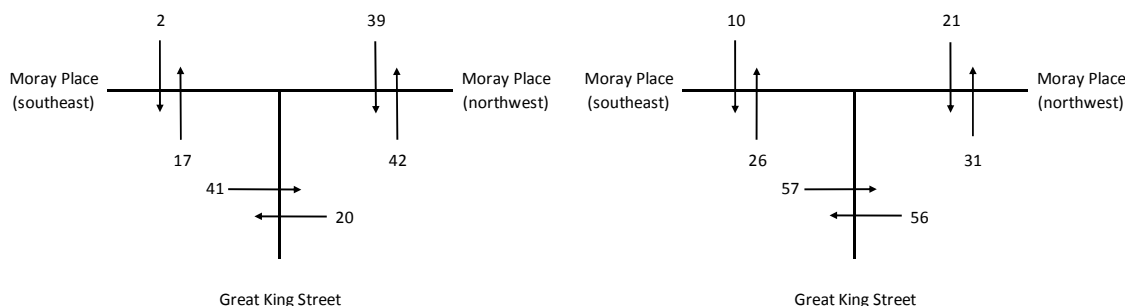 2
39
Moray Place
(southeast)
Moray Place
(northwest)
17
42
41
20
Great King Street
10
21
Moray Place
(southeast)
Moray Place
(northwest)
26
31
57
56
Great King Street